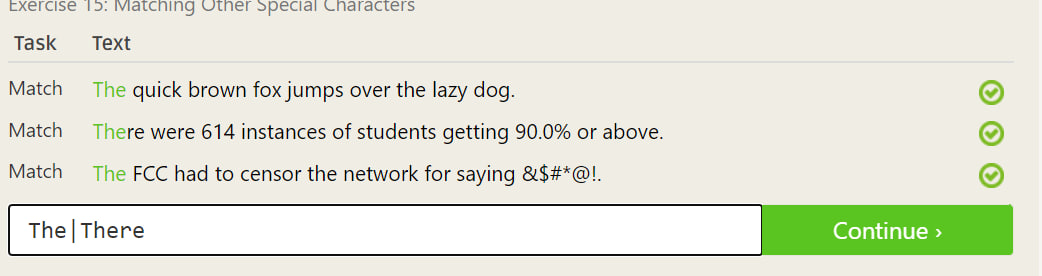 Exercise 15: Matching Other Special Characters
Task Text
Match The quick brown fox jumps over the lazy dog.
Match There were 614 instances of students getting 90.0% or above.
Match The FCC had to censor the network for saying &$#*@!.
The|There Continue ›